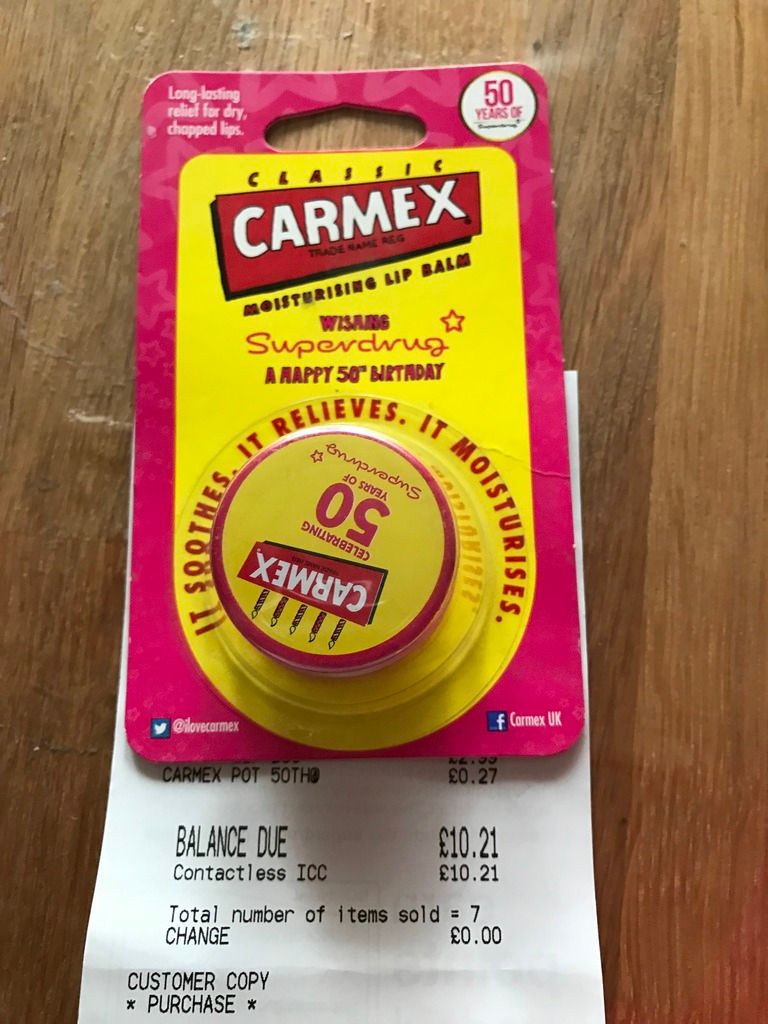 Long-lasting
relief for dry,
chapped lips.
50
YEARS OF
Superdrug
CLASSIC
CARMEX
TRADE NAME REG
MOISTURISING LIP BALM
WISHING
Superdrug
A HAPPY 50TH BIRTHDAY
IT SOOTHES. IT RELIEVES. IT MOISTURISES.
CARMEX
CELEBRATING
50
YEARS OF
Superdrug
@ilovecarmex
Carmex UK
CARMEX POT 50TH@ £0.27
BALANCE DUE £10.21
Contactless ICC £10.21
Total number of items sold = 7
CHANGE £0.00
CUSTOMER COPY
* PURCHASE *